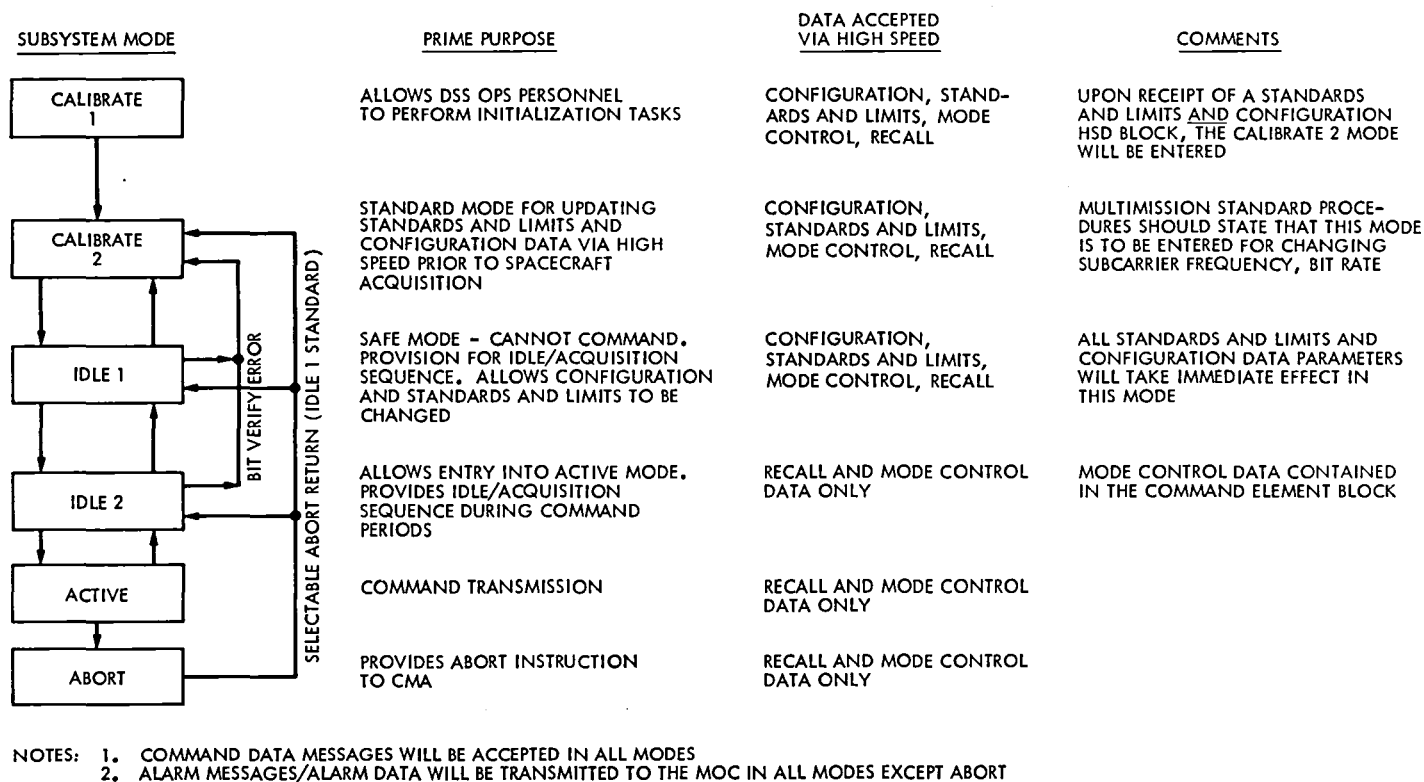 SUBSYSTEM MODE
PRIME PURPOSE
DATA ACCEPTED
VIA HIGH SPEED
COMMENTS
CALIBRATE
1
ALLOWS DSS OPS PERSONNEL
TO PERFORM INITIALIZATION TASKS
CONFIGURATION, STAND-
ARDS AND LIMITS, MODE
CONTROL, RECALL
UPON RECEIPT OF A STANDARDS
AND LIMITS AND CONFIGURATION
HSD BLOCK, THE CALIBRATE 2 MODE
WILL BE ENTERED
CALIBRATE
2
STANDARD MODE FOR UPDATING
STANDARDS AND LIMITS AND
CONFIGURATION DATA VIA HIGH
SPEED PRIOR TO SPACECRAFT
ACQUISITION
CONFIGURATION,
STANDARDS AND LIMITS,
MODE CONTROL, RECALL
MULTIMISSION STANDARD PROCE-
DURES SHOULD STATE THAT THIS MODE
IS TO BE ENTERED FOR CHANGING
SUBCARRIER FREQUENCY, BIT RATE
IDLE 1
SAFE MODE - CANNOT COMMAND.
PROVISION FOR IDLE/ACQUISITION
SEQUENCE. ALLOWS CONFIGURATION
AND STANDARDS AND LIMITS TO BE
CHANGED
CONFIGURATION,
STANDARDS AND LIMITS,
MODE CONTROL, RECALL
ALL STANDARDS AND LIMITS AND
CONFIGURATION DATA PARAMETERS
WILL TAKE IMMEDIATE EFFECT IN
THIS MODE
IDLE 2
ALLOWS ENTRY INTO ACTIVE MODE.
PROVIDES IDLE/ACQUISITION
SEQUENCE DURING COMMAND
PERIODS
RECALL AND MODE CONTROL
DATA ONLY
MODE CONTROL DATA CONTAINED
IN THE COMMAND ELEMENT BLOCK
ACTIVE
COMMAND TRANSMISSION
RECALL AND MODE CONTROL
DATA ONLY
ABORT
PROVIDES ABORT INSTRUCTION
TO CMA
RECALL AND MODE CONTROL
DATA ONLY
BIT VERIFY ERROR
SELECTABLE ABORT RETURN (IDLE 1 STANDARD)
NOTES: 1. COMMAND DATA MESSAGES WILL BE ACCEPTED IN ALL MODES
2. ALARM MESSAGES/ALARM DATA WILL BE TRANSMITTED TO THE MOC IN ALL MODES EXCEPT ABORT